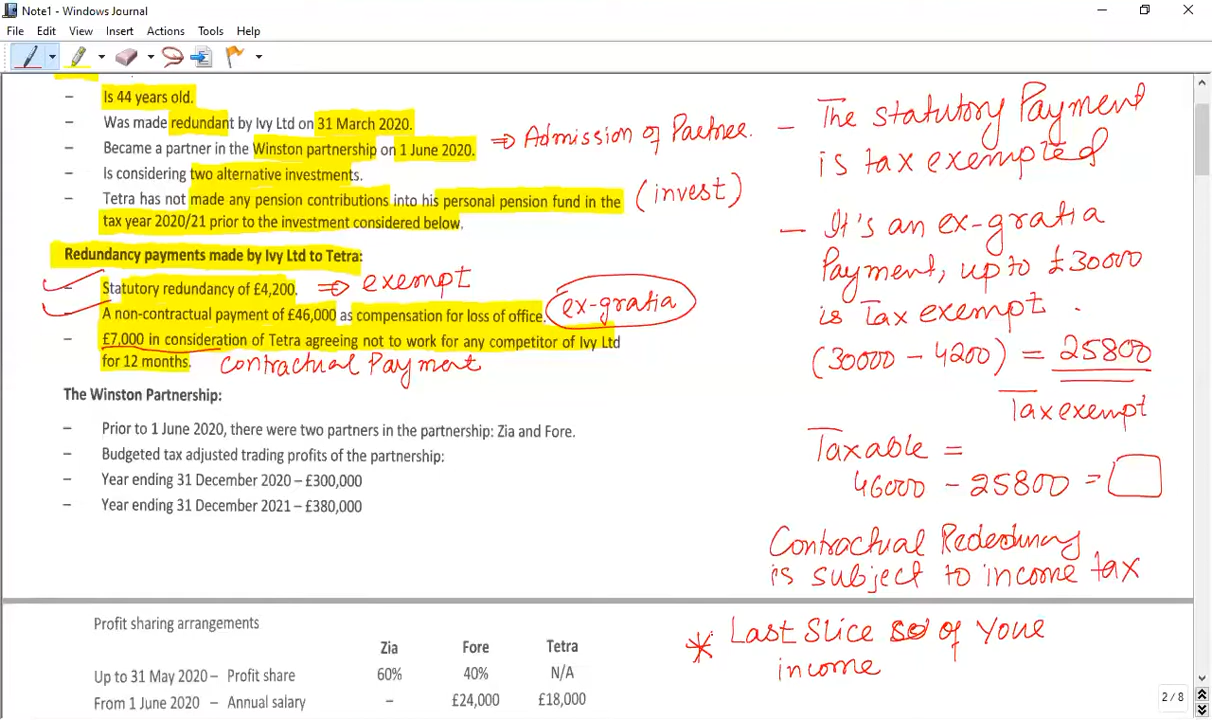 Note1 - Windows Journal
File Edit View Insert Actions Tools Help
– Is 44 years old.
– Was made redundant by Ivy Ltd on 31 March 2020.
– Became a partner in the Winston partnership on 1 June 2020. ⇒ Admission of Partner.
– Is considering two alternative investments.
– Tetra has not made any pension contributions into his personal pension fund in the (invest)
tax year 2020/21 prior to the investment considered below.
Redundancy payments made by Ivy Ltd to Tetra:
– Statutory redundancy of £4,200. ⇒ exempt
– A non-contractual payment of £46,000 as compensation for loss of office. ex-gratia
– £7,000 in consideration of Tetra agreeing not to work for any competitor of Ivy Ltd
for 12 months. contractual Payment
The Winston Partnership:
– Prior to 1 June 2020, there were two partners in the partnership: Zia and Fore.
– Budgeted tax adjusted trading profits of the partnership:
– Year ending 31 December 2020 – £300,000
– Year ending 31 December 2021 – £380,000
– The Statutory Payment
is tax exempted
– It's an ex-gratia
Payment, up to £30000
is Tax exempt .
(30000 – 4200) = 25800
Tax exempt
Taxable =
46000 – 25800 =
Contractual
is subject to income tax
Profit sharing arrangements
Zia Fore Tetra
Up to 31 May 2020 – Profit share 60% 40% N/A
From 1 June 2020 – Annual salary – £24,000 £18,000
* Last Slice of Your
income
2 / 8